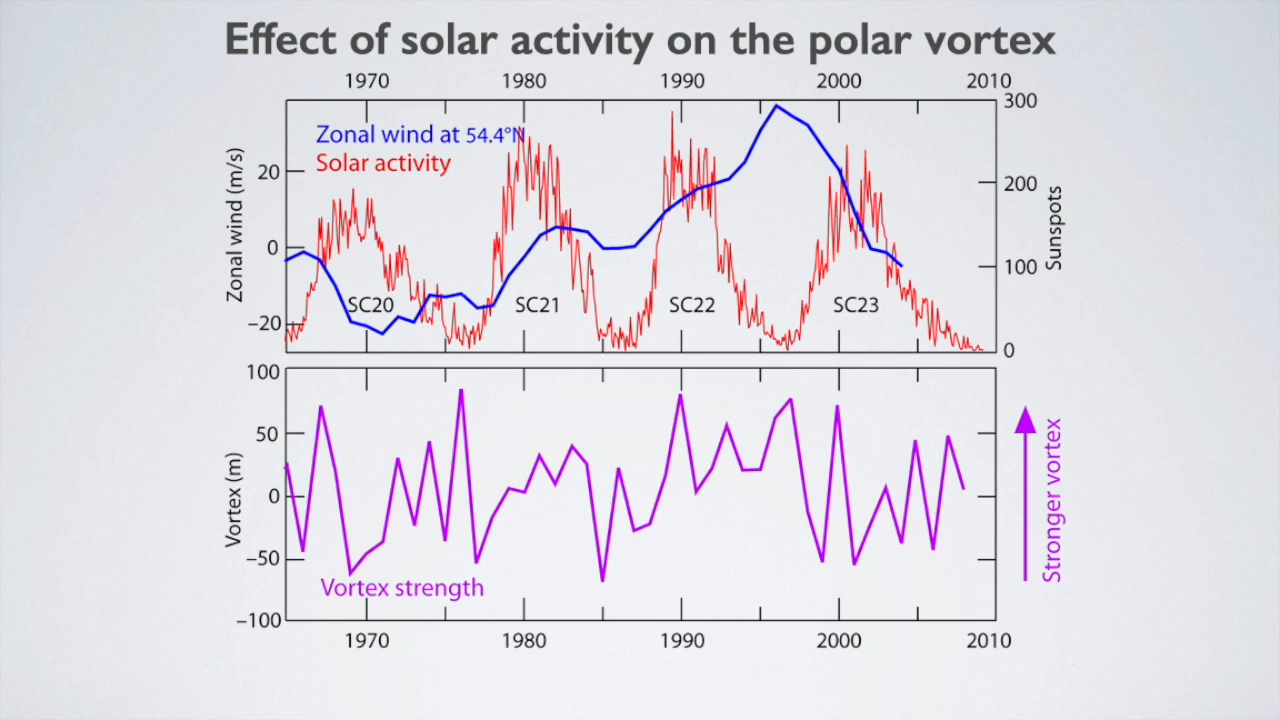 Effect of solar activity on the polar vortex
1970 1980 1990 2000 2010
Zonal wind at 54.4°N
Solar activity
Zonal wind (m/s)
20
0
−20
300
200
100
0
Sunspots
SC20 SC21 SC22 SC23
Vortex (m)
100
50
0
−50
−100
Vortex strength
Stronger vortex
1970 1980 1990 2000 2010